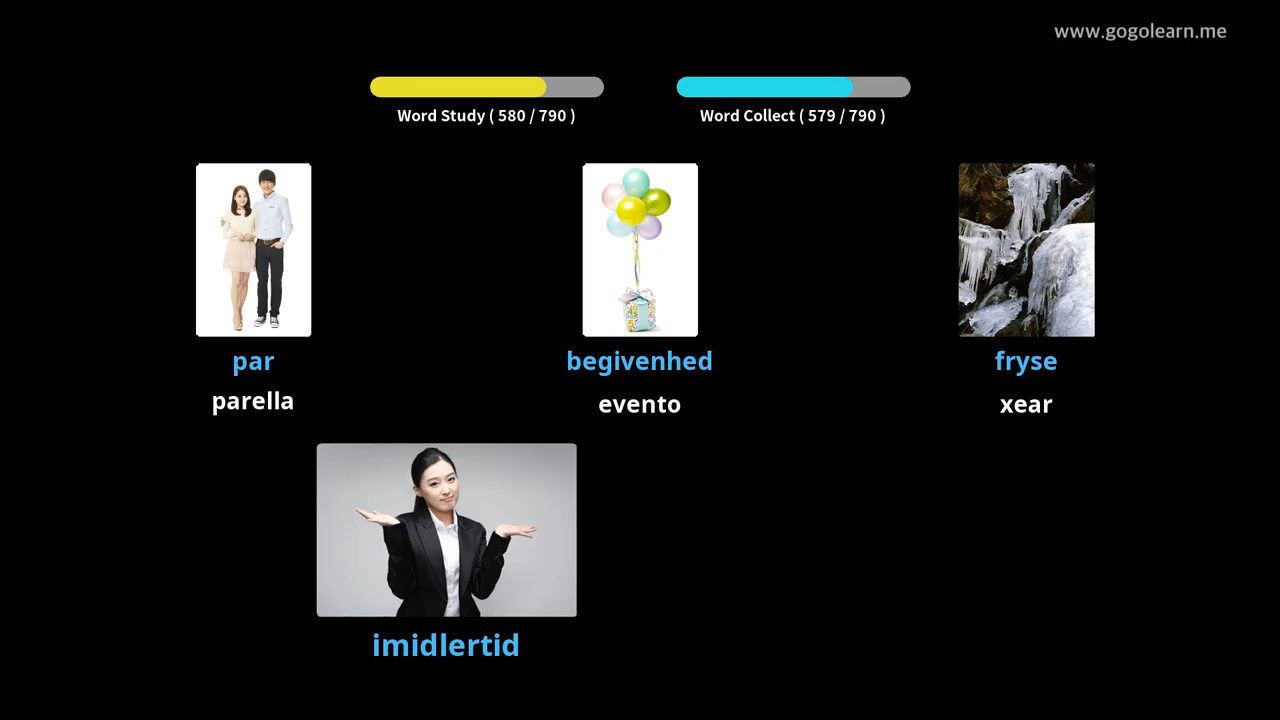 www.gogolearn.me
Word Study ( 580 / 790 )
Word Collect ( 579 / 790 )
par
begivenhed
fryse
parella
evento
xear
imidlertid